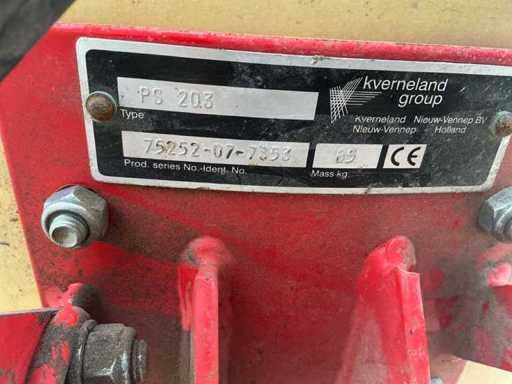 PS 203
Type
kverneland
group
Kverneland Nieuw-Vennep BV
Nieuw-Vennep Holland
75252-07-7353 CE
Prod. series No.-Ident. No. Mass-kg